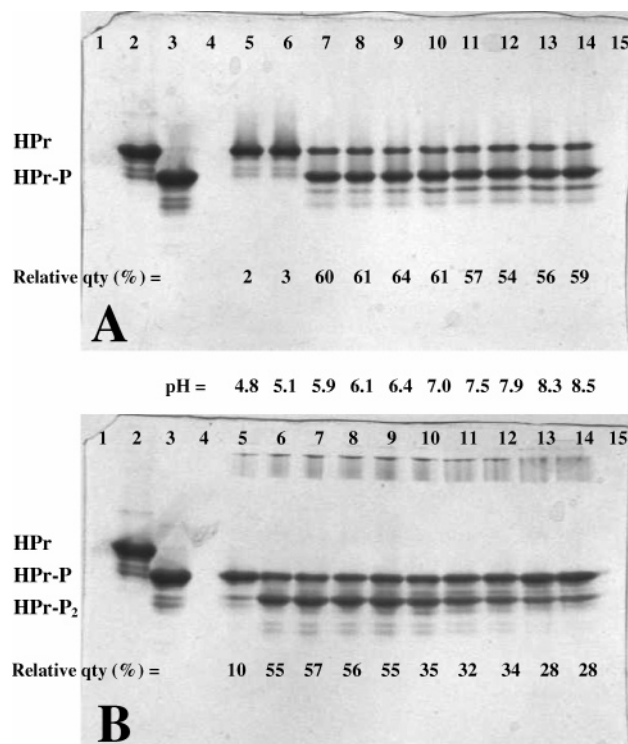 1 2 3 4 5 6 7 8 9 10 11 12 13 14 15
HPr
HPr-P
Relative qty (%) = 2 3 60 61 64 61 57 54 56 59
A
pH = 4.8 5.1 5.9 6.1 6.4 7.0 7.5 7.9 8.3 8.5
1 2 3 4 5 6 7 8 9 10 11 12 13 14 15
HPr
HPr-P
HPr-P₂
Relative qty (%) = 10 55 57 56 55 35 32 34 28 28
B